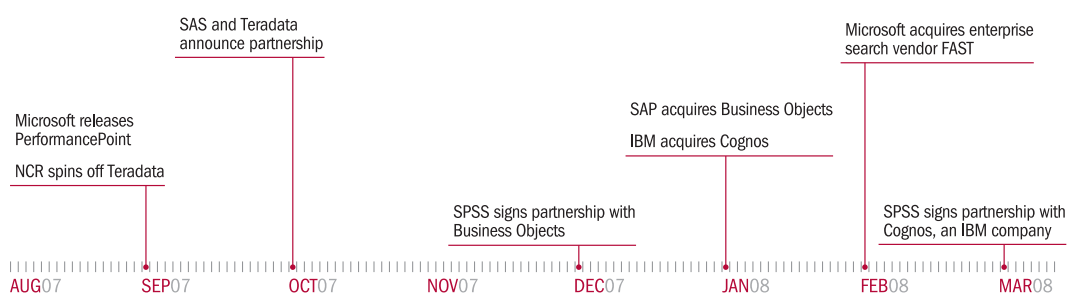 SAS and Teradata
announce partnership
Microsoft acquires enterprise
search vendor FAST
Microsoft releases
PerformancePoint
NCR spins off Teradata
SAP acquires Business Objects
IBM acquires Cognos
SPSS signs partnership with
Business Objects
SPSS signs partnership with
Cognos, an IBM company
AUG07 SEP07 OCT07 NOV07 DEC07 JAN08 FEB08 MAR08